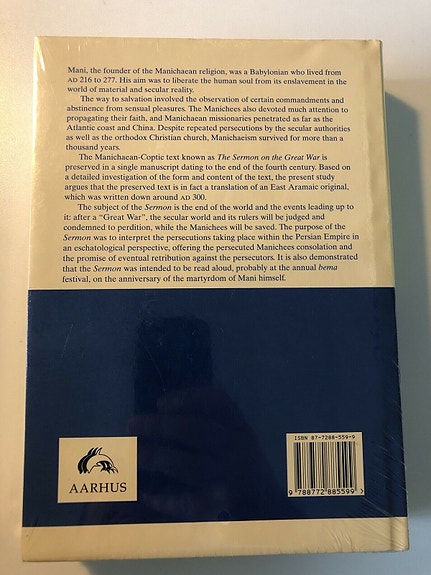 Mani, the founder of the Manichaean religion, was a Babylonian who lived from
AD 216 to 277. His aim was to liberate the human soul from its enslavement in the
world of material and secular reality.
The way to salvation involved the observation of certain commandments and
abstinence from sensual pleasures. The Manichees also devoted much attention to
propagating their faith, and Manichaean missionaries penetrated as far as the
Atlantic coast and China. Despite repeated persecutions by the secular authorities
as well as the orthodox Christian church, Manichaeism survived for more than a
thousand years.
The Manichaean-Coptic text known as The Sermon on the Great War is
preserved in a single manuscript dating to the end of the fourth century. Based on
a detailed investigation of the form and content of the text, the present study
argues that the preserved text is in fact a translation of an East Aramaic original,
which was written down around AD 300.
The subject of the Sermon is the end of the world and the events leading up to
it: after a “Great War”, the secular world and its rulers will be judged and
condemned to perdition, while the Manichees will be saved. The purpose of the
Sermon was to interpret the persecutions taking place within the Persian Empire in
an eschatological perspective, offering the persecuted Manichees consolation and
the promise of eventual retribution against the persecutors. It is also demonstrated
that the Sermon was intended to be read aloud, probably at the annual bema
festival, on the anniversary of the martyrdom of Mani himself.
AARHUS
ISBN 87-7288-559-9
9 788772 885599